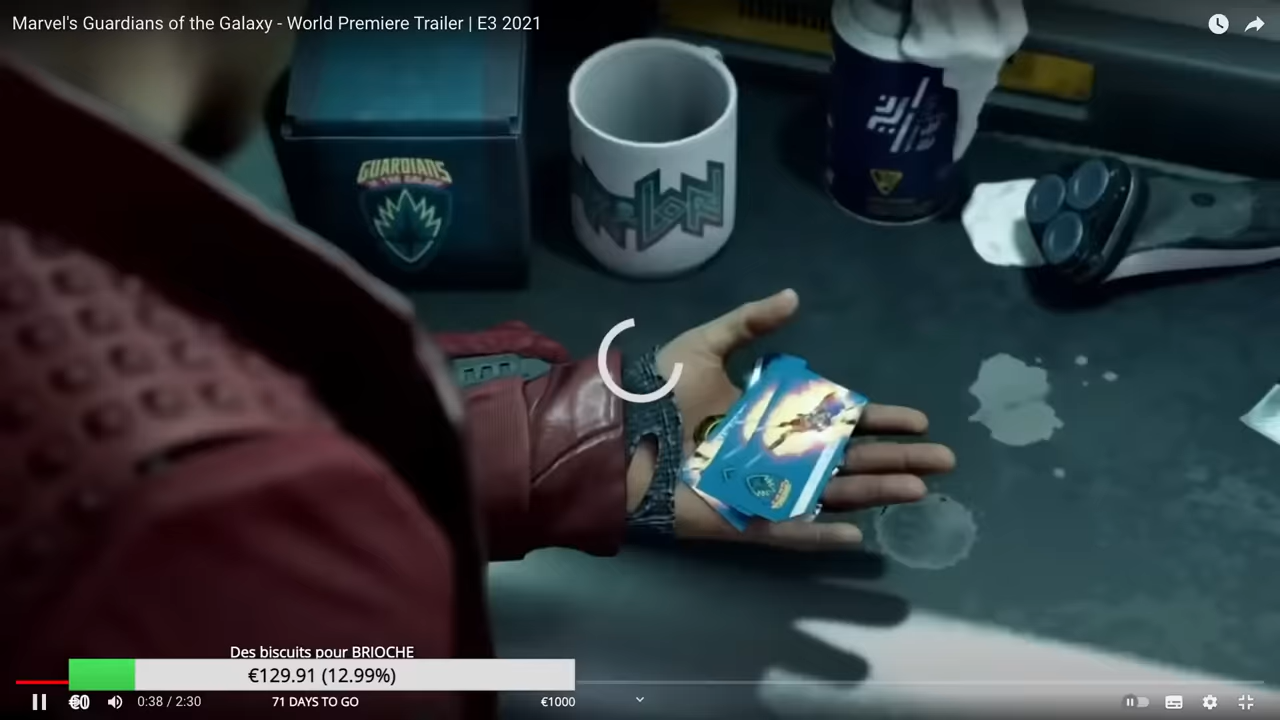 Marvel's Guardians of the Galaxy - World Premiere Trailer | E3 2021
GUARDIANS
OF THE GALAXY
Des biscuits pour BRIOCHE
€129.91 (12.99%)
€0
0:38 / 2:30
71 DAYS TO GO
€1000